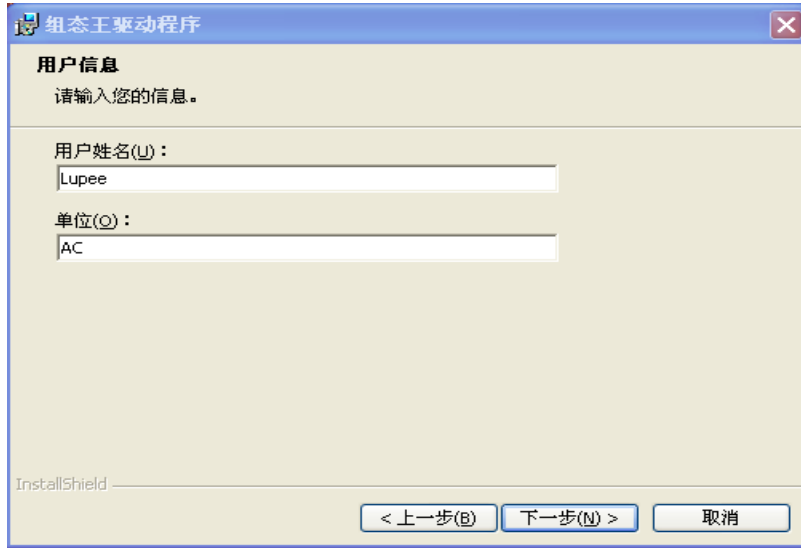 组态王驱动程序
用户信息
请输入您的信息。
用户姓名(U)：
Lupee
单位(O)：
AC
InstallShield
< 上一步(B) 下一步(N) > 取消